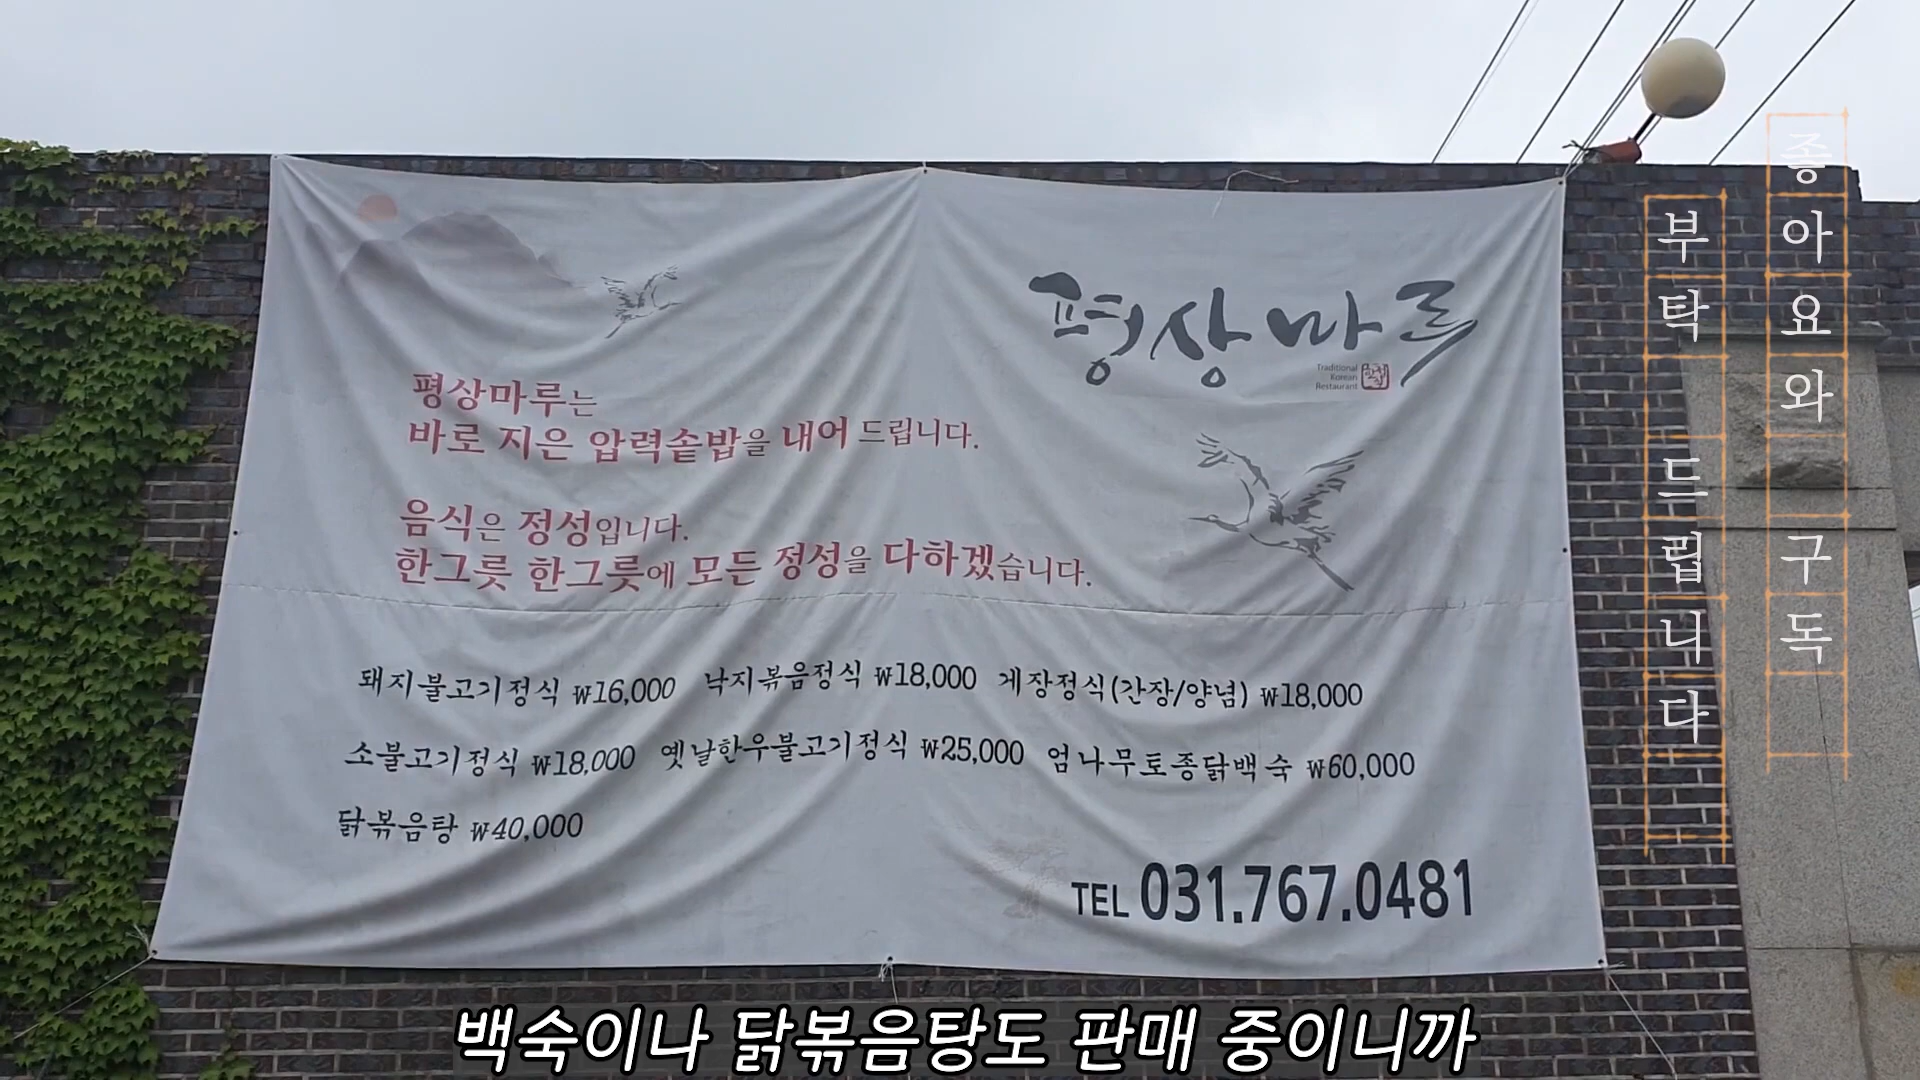 평상마루
Traditional
Korean
Restaurant
평상마루는
바로 지은 압력솥밥을 내어 드립니다.
음식은 정성입니다.
한그릇 한그릇에 모든 정성을 다하겠습니다.
돼지불고기정식 ₩16,000 낙지볶음정식 ₩18,000 게장정식(간장/양념) ₩18,000
소불고기정식 ₩18,000 옛날한우불고기정식 ₩25,000 엄나무토종닭백숙 ₩60,000
닭볶음탕 ₩40,000
TEL 031.767.0481
좋아요와 구독
부탁 드립니다
백숙이나 닭볶음탕도 판매 중이니까